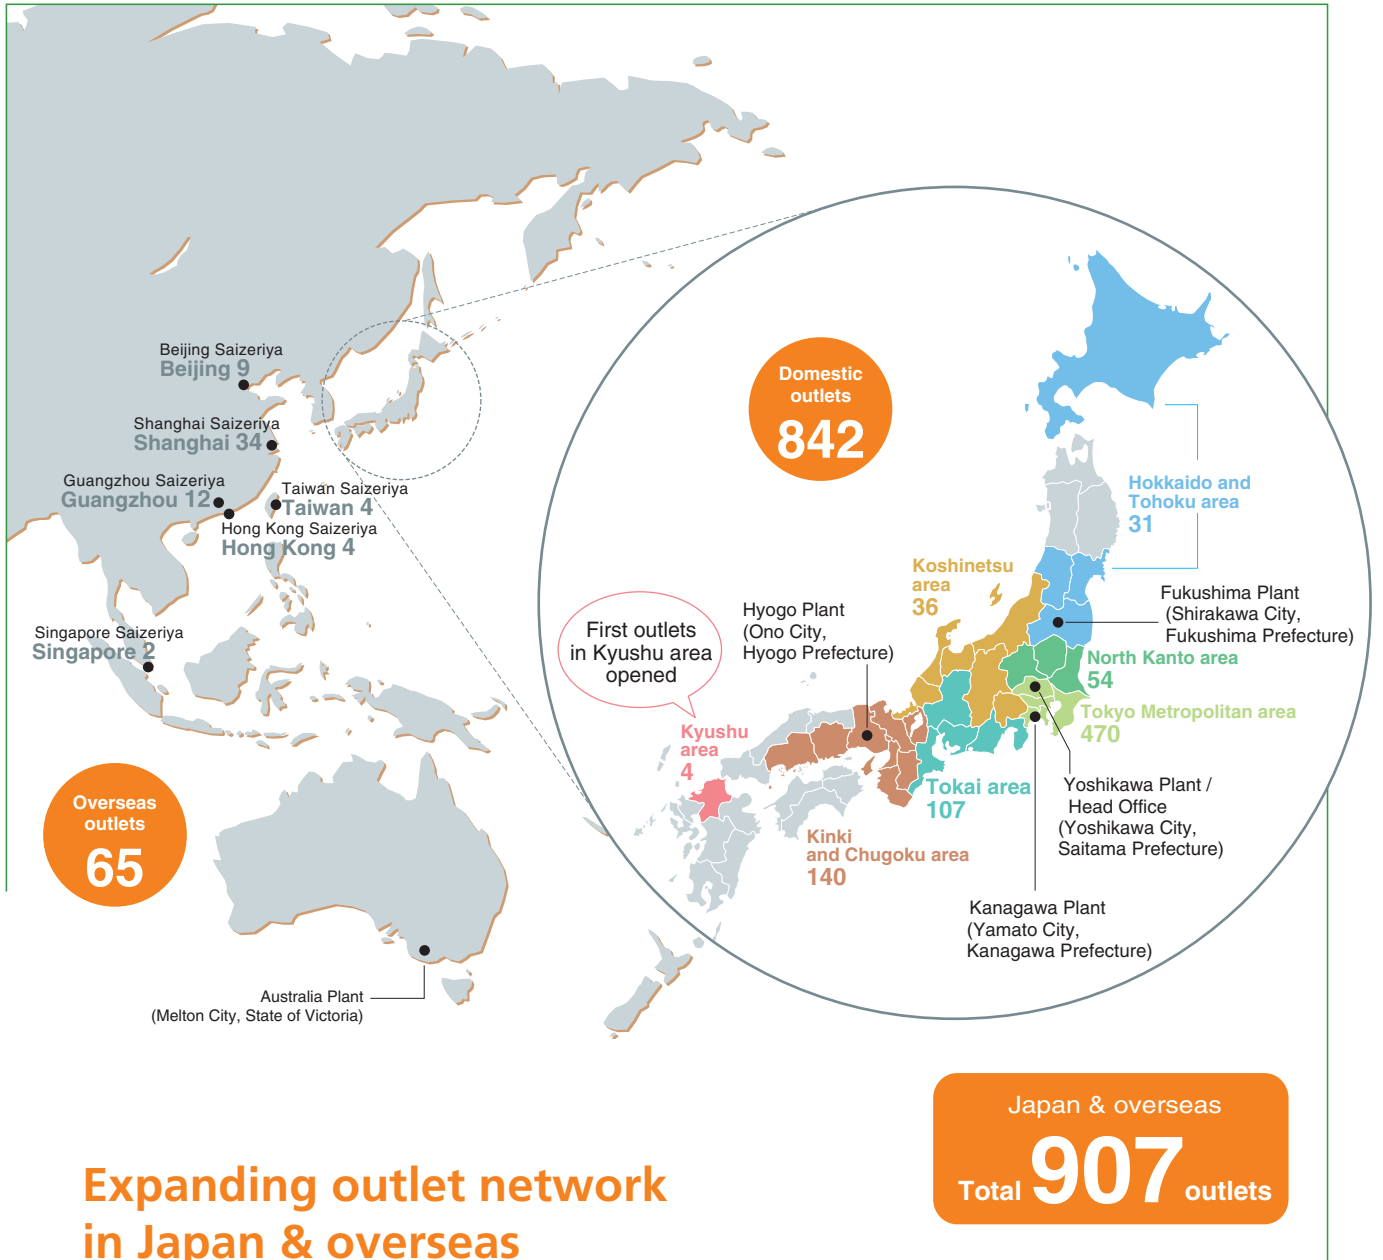 Beijing Saizeriya
Beijing 9
Shanghai Saizeriya
Shanghai 34
Guangzhou Saizeriya
Guangzhou 12
Taiwan Saizeriya
Taiwan 4
Hong Kong Saizeriya
Hong Kong 4
Singapore Saizeriya
Singapore 2
Overseas
outlets
65
Australia Plant
(Melton City, State of Victoria)
Domestic
outlets
842
Hokkaido and
Tohoku area
31
Koshinetsu
area
36
Fukushima Plant
(Shirakawa City,
Fukushima Prefecture)
Hyogo Plant
(Ono City,
Hyogo Prefecture)
First outlets
in Kyushu area
opened
North Kanto area
54
Tokyo Metropolitan area
470
Kyushu
area
4
Tokai area
107
Yoshikawa Plant /
Head Office
(Yoshikawa City,
Saitama Prefecture)
Kinki
and Chugoku area
140
Kanagawa Plant
(Yamato City,
Kanagawa Prefecture)
Japan & overseas
Total 907 outlets
Expanding outlet network
in Japan & overseas